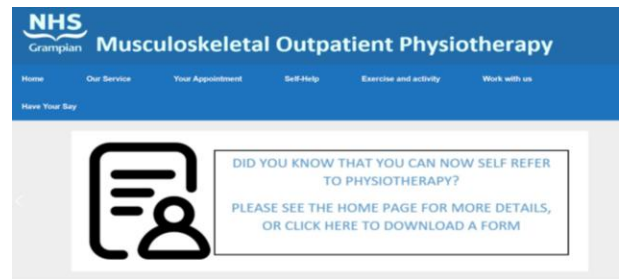 NHS
Grampian
Musculoskeletal Outpatient Physiotherapy
Home Our Service Your Appointment Self-Help Exercise and activity Work with us
Have Your Say
DID YOU KNOW THAT YOU CAN NOW SELF REFER
TO PHYSIOTHERAPY?
PLEASE SEE THE HOME PAGE FOR MORE DETAILS,
OR CLICK HERE TO DOWNLOAD A FORM